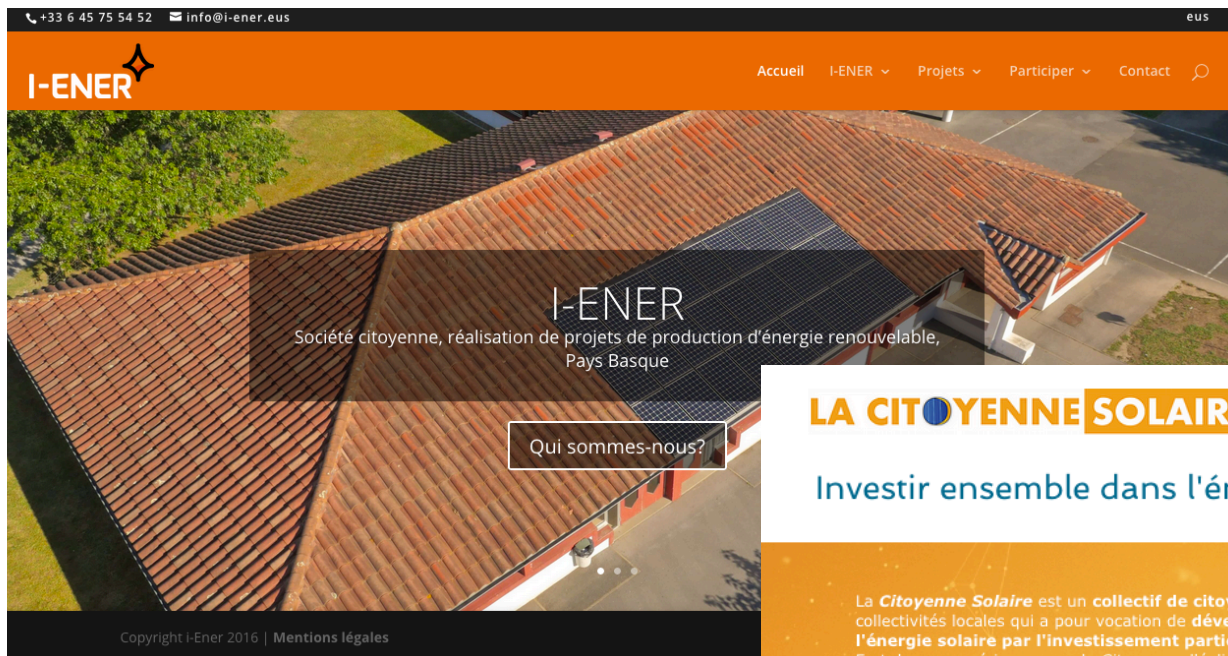 +33 6 45 75 54 52 info@i-ener.eus eus
I-ENER
Accueil I-ENER Projets Participer Contact
I-ENER
Société citoyenne, réalisation de projets de production d'énergie renouvelable,
Pays Basque
Qui sommes-nous?
LA CITOYENNE SOLAIR
Investir ensemble dans l'é
La Citoyenne Solaire est un collectif de cito
collectivités locales qui a pour vocation de déve
l'énergie solaire par l'investissement parti
Copyright i-Ener 2016 | Mentions légales